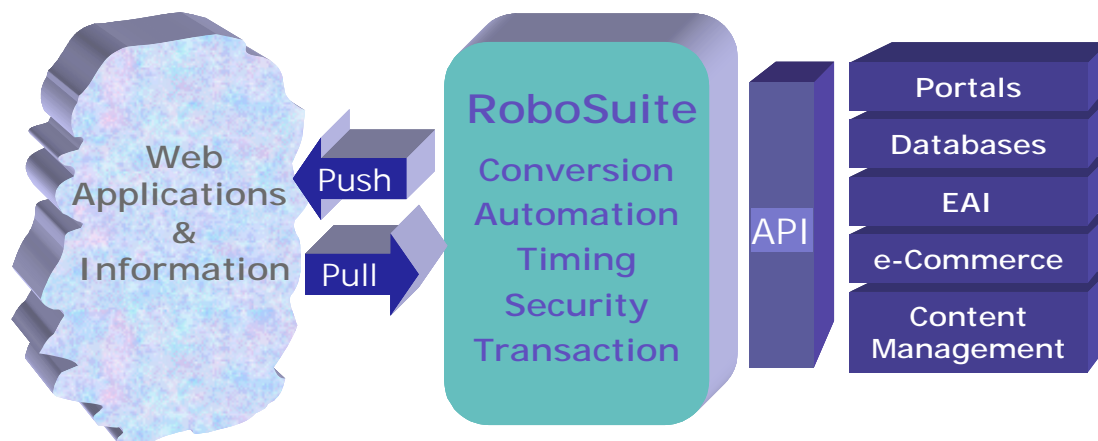 Web
Applications
&
Information
Push
Pull
RoboSuite
Conversion
Automation
Timing
Security
Transaction
API
Portals
Databases
EAI
e-Commerce
Content
Management